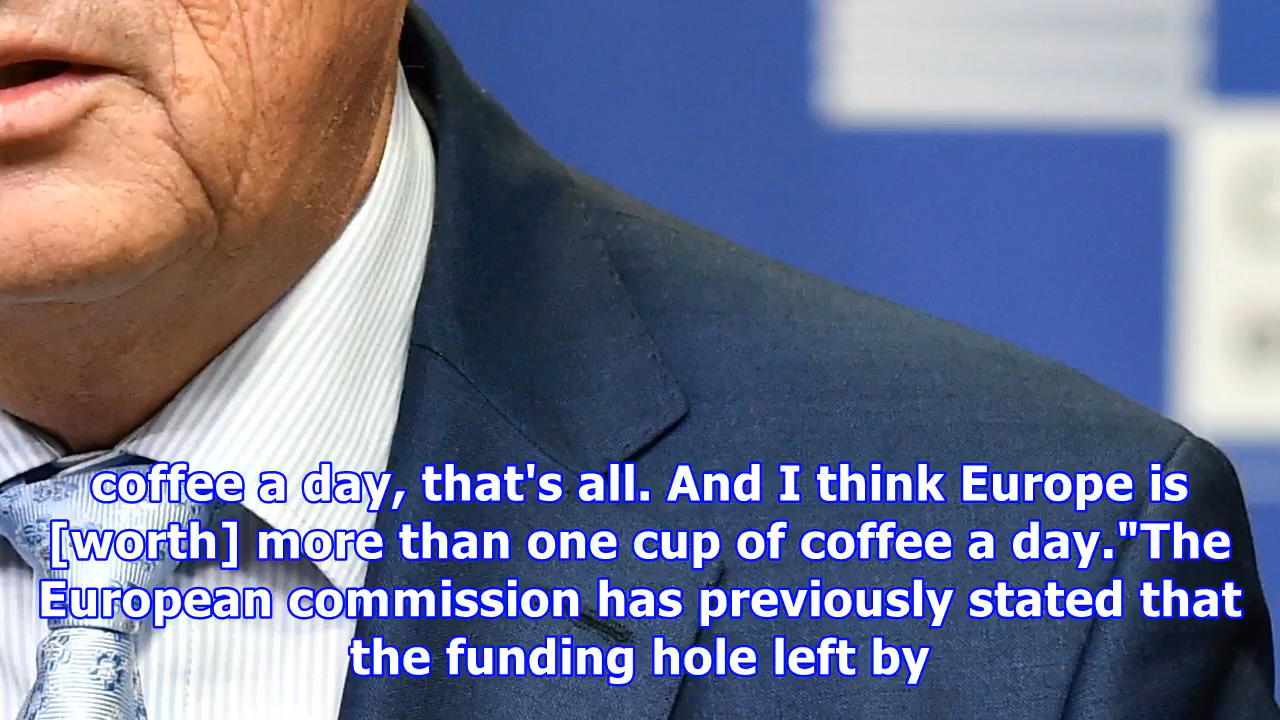 coffee a day, that's all. And I think Europe is
[worth] more than one cup of coffee a day."The
European commission has previously stated that
the funding hole left by